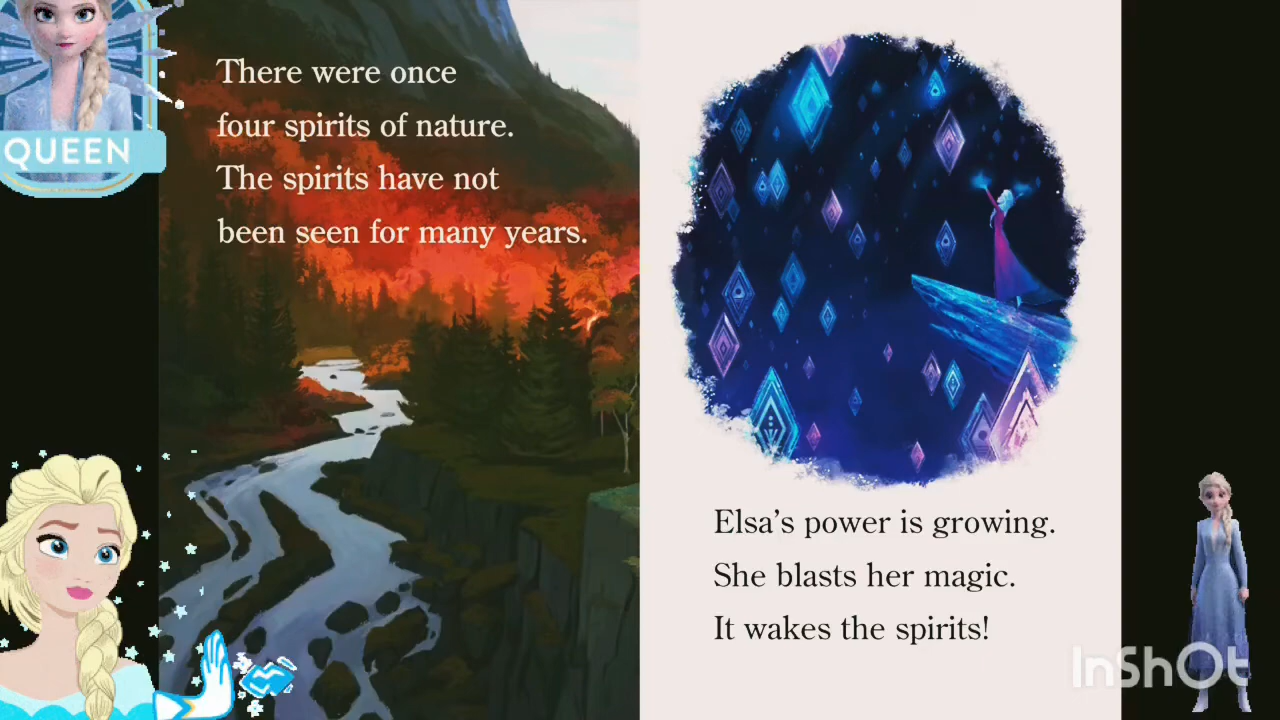 QUEEN
There were once
four spirits of nature.
The spirits have not
been seen for many years.
Elsa's power is growing.
She blasts her magic.
It wakes the spirits!
InShOt